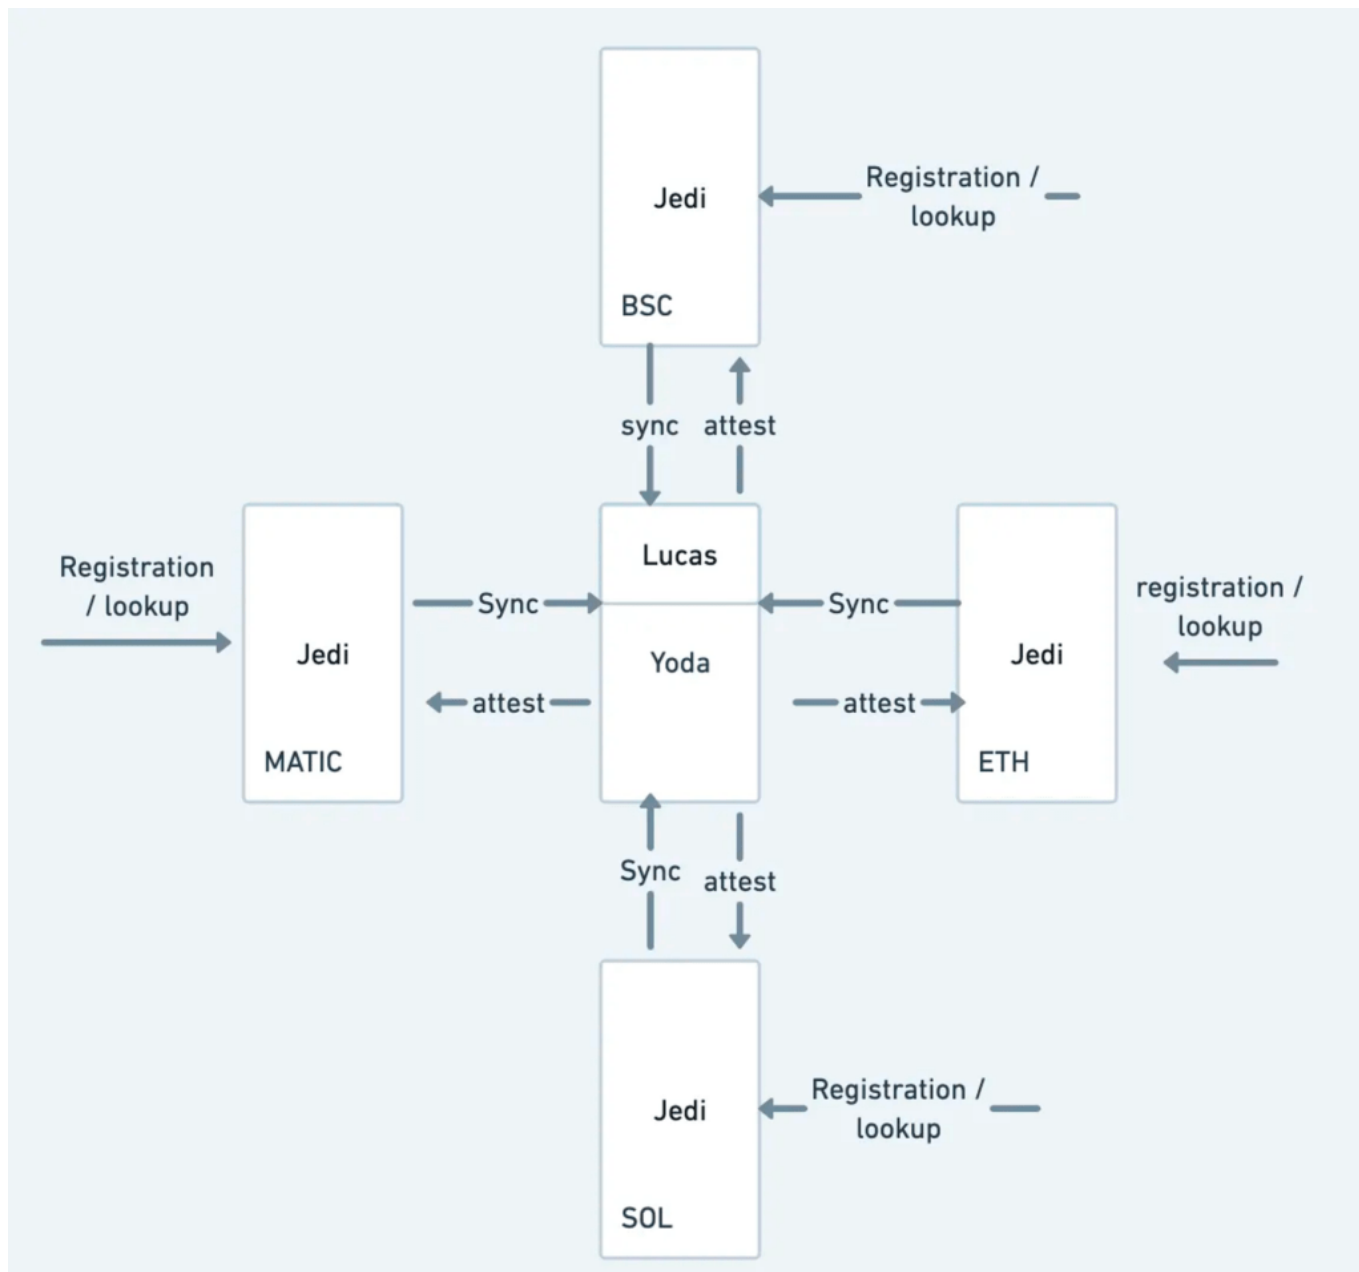 Jedi
BSC
Registration /
lookup
sync
attest
Registration
/ lookup
Jedi
MATIC
Sync
attest
Lucas
Yoda
Sync
attest
Jedi
ETH
registration /
lookup
Sync
attest
Jedi
SOL
Registration /
lookup